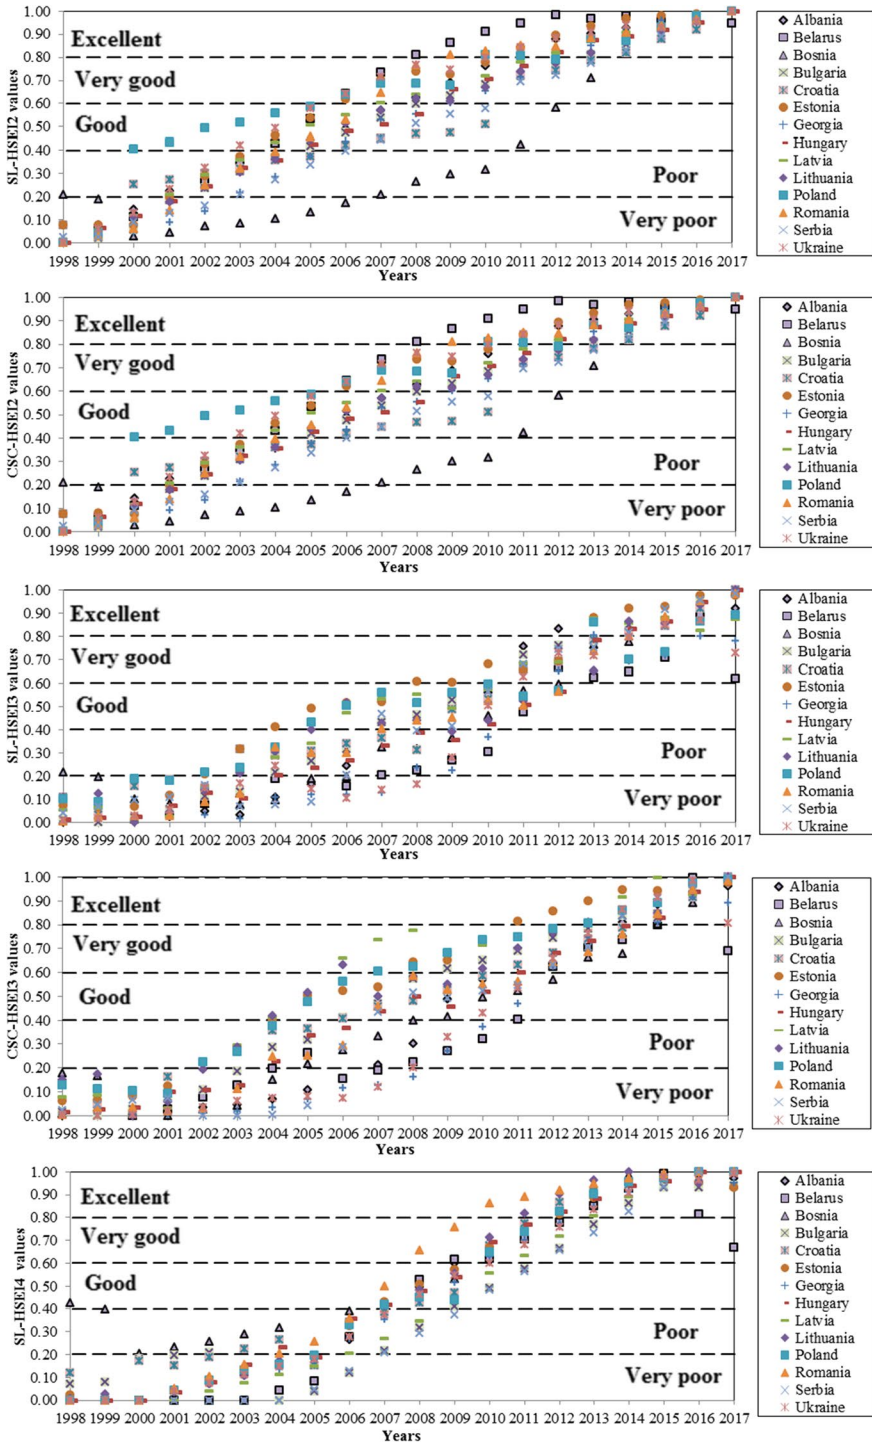 SL-HSEI2 values
1.00
0.90
0.80
0.70
0.60
0.50
0.40
0.30
0.20
0.10
0.00
Excellent
Very good
Good
Poor
Very poor
1998 1999 2000 2001 2002 2003 2004 2005 2006 2007 2008 2009 2010 2011 2012 2013 2014 2015 2016 2017
Years
Albania
Belarus
Bosnia
Bulgaria
Croatia
Estonia
Georgia
Hungary
Latvia
Lithuania
Poland
Romania
Serbia
Ukraine
CSC-HSEI2 values
1.00
0.90
0.80
0.70
0.60
0.50
0.40
0.30
0.20
0.10
0.00
Excellent
Very good
Good
Poor
Very poor
1998 1999 2000 2001 2002 2003 2004 2005 2006 2007 2008 2009 2010 2011 2012 2013 2014 2015 2016 2017
Years
Albania
Belarus
Bosnia
Bulgaria
Croatia
Estonia
Georgia
Hungary
Latvia
Lithuania
Poland
Romania
Serbia
Ukraine
SL-HSEI3 values
1.00
0.90
0.80
0.70
0.60
0.50
0.40
0.30
0.20
0.10
0.00
Excellent
Very good
Good
Poor
Very poor
1998 1999 2000 2001 2002 2003 2004 2005 2006 2007 2008 2009 2010 2011 2012 2013 2014 2015 2016 2017
Years
Albania
Belarus
Bosnia
Bulgaria
Croatia
Estonia
Georgia
Hungary
Latvia
Lithuania
Poland
Romania
Serbia
Ukraine
CSC-HSEI3 values
1.00
0.90
0.80
0.70
0.60
0.50
0.40
0.30
0.20
0.10
0.00
Excellent
Very good
Good
Poor
Very poor
1998 1999 2000 2001 2002 2003 2004 2005 2006 2007 2008 2009 2010 2011 2012 2013 2014 2015 2016 2017
Years
Albania
Belarus
Bosnia
Bulgaria
Croatia
Estonia
Georgia
Hungary
Latvia
Lithuania
Poland
Romania
Serbia
Ukraine
SL-HSEI4 values
1.00
0.90
0.80
0.70
0.60
0.50
0.40
0.30
0.20
0.10
0.00
Excellent
Very good
Good
Poor
Very poor
1998 1999 2000 2001 2002 2003 2004 2005 2006 2007 2008 2009 2010 2011 2012 2013 2014 2015 2016 2017
Years
Albania
Belarus
Bosnia
Bulgaria
Croatia
Estonia
Georgia
Hungary
Latvia
Lithuania
Poland
Romania
Serbia
Ukraine